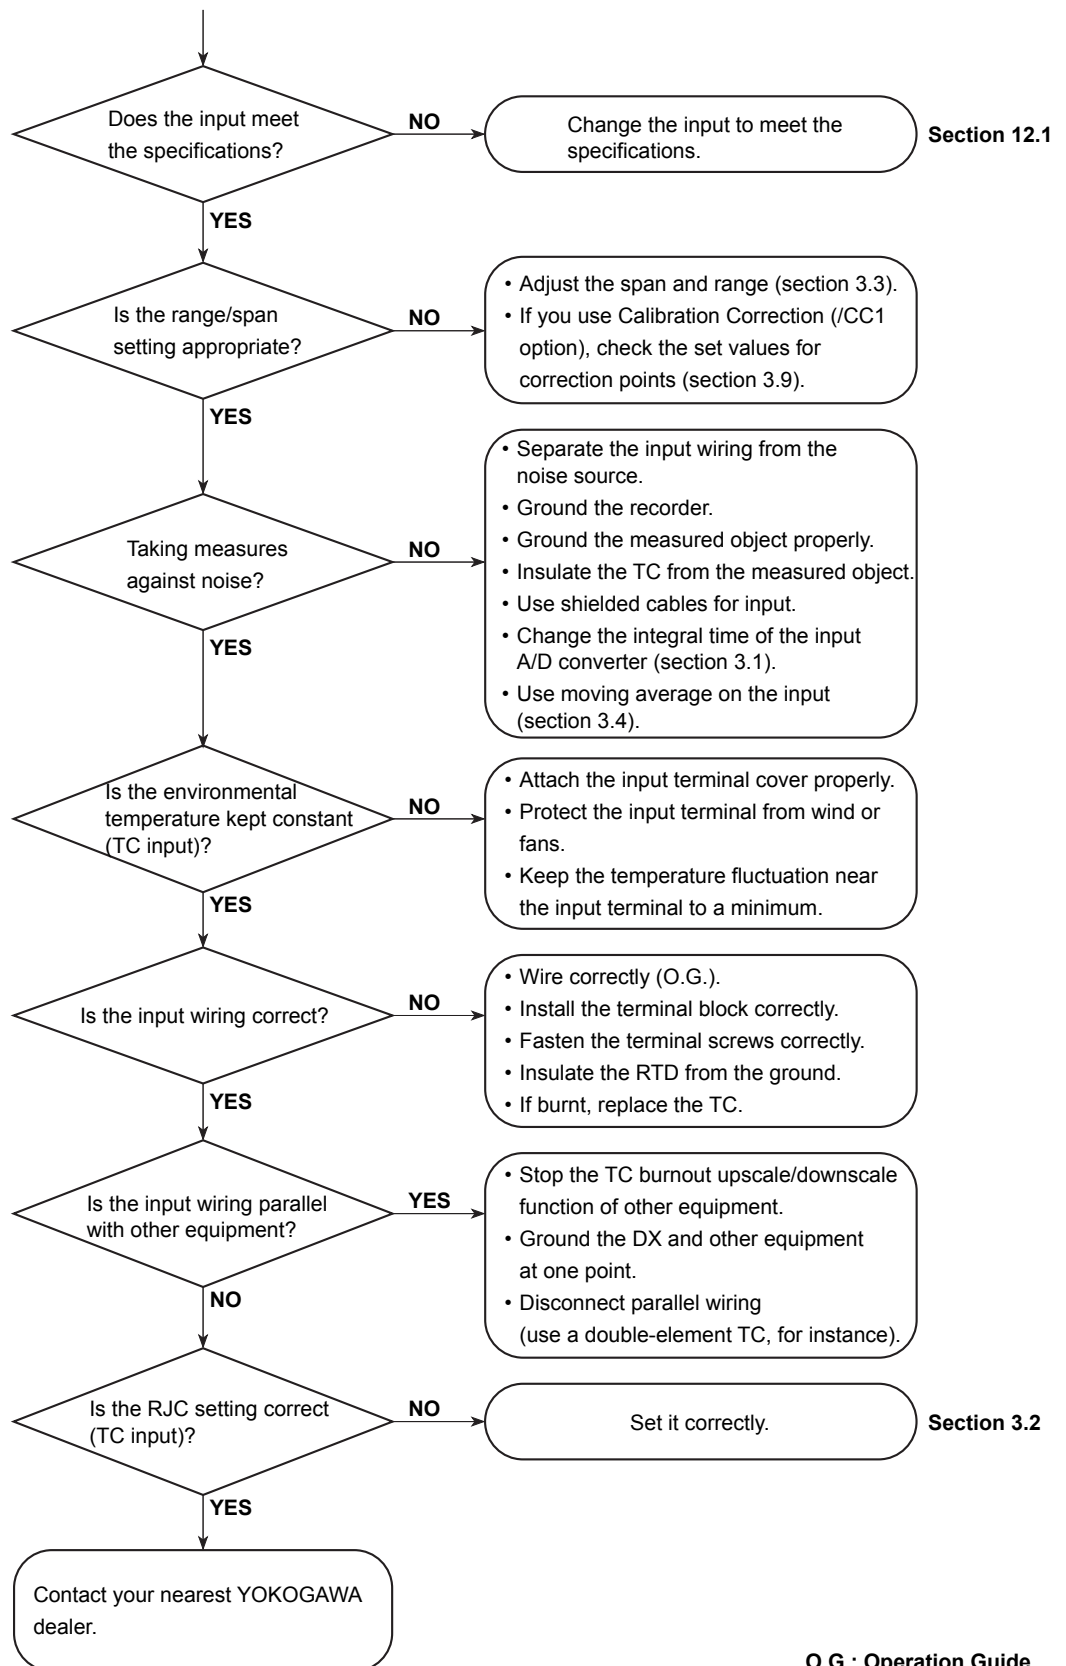 Does the input meet
the specifications?
NO
Change the input to meet the
specifications.
Section 12.1
YES
Is the range/span
setting appropriate?
NO
• Adjust the span and range (section 3.3).
• If you use Calibration Correction (/CC1
option), check the set values for
correction points (section 3.9).
YES
Taking measures
against noise?
NO
• Separate the input wiring from the
noise source.
• Ground the recorder.
• Ground the measured object properly.
• Insulate the TC from the measured object.
• Use shielded cables for input.
• Change the integral time of the input
A/D converter (section 3.1).
• Use moving average on the input
(section 3.4).
YES
Is the environmental
temperature kept constant
(TC input)?
NO
• Attach the input terminal cover properly.
• Protect the input terminal from wind or
fans.
• Keep the temperature fluctuation near
the input terminal to a minimum.
YES
Is the input wiring correct?
NO
• Wire correctly (O.G.).
• Install the terminal block correctly.
• Fasten the terminal screws correctly.
• Insulate the RTD from the ground.
• If burnt, replace the TC.
YES
Is the input wiring parallel
with other equipment?
YES
• Stop the TC burnout upscale/downscale
function of other equipment.
• Ground the DX and other equipment
at one point.
• Disconnect parallel wiring
(use a double-element TC, for instance).
NO
Is the RJC setting correct
(TC input)?
NO
Set it correctly.
Section 3.2
YES
Contact your nearest YOKOGAWA
dealer.
O.G.: Operation Guide